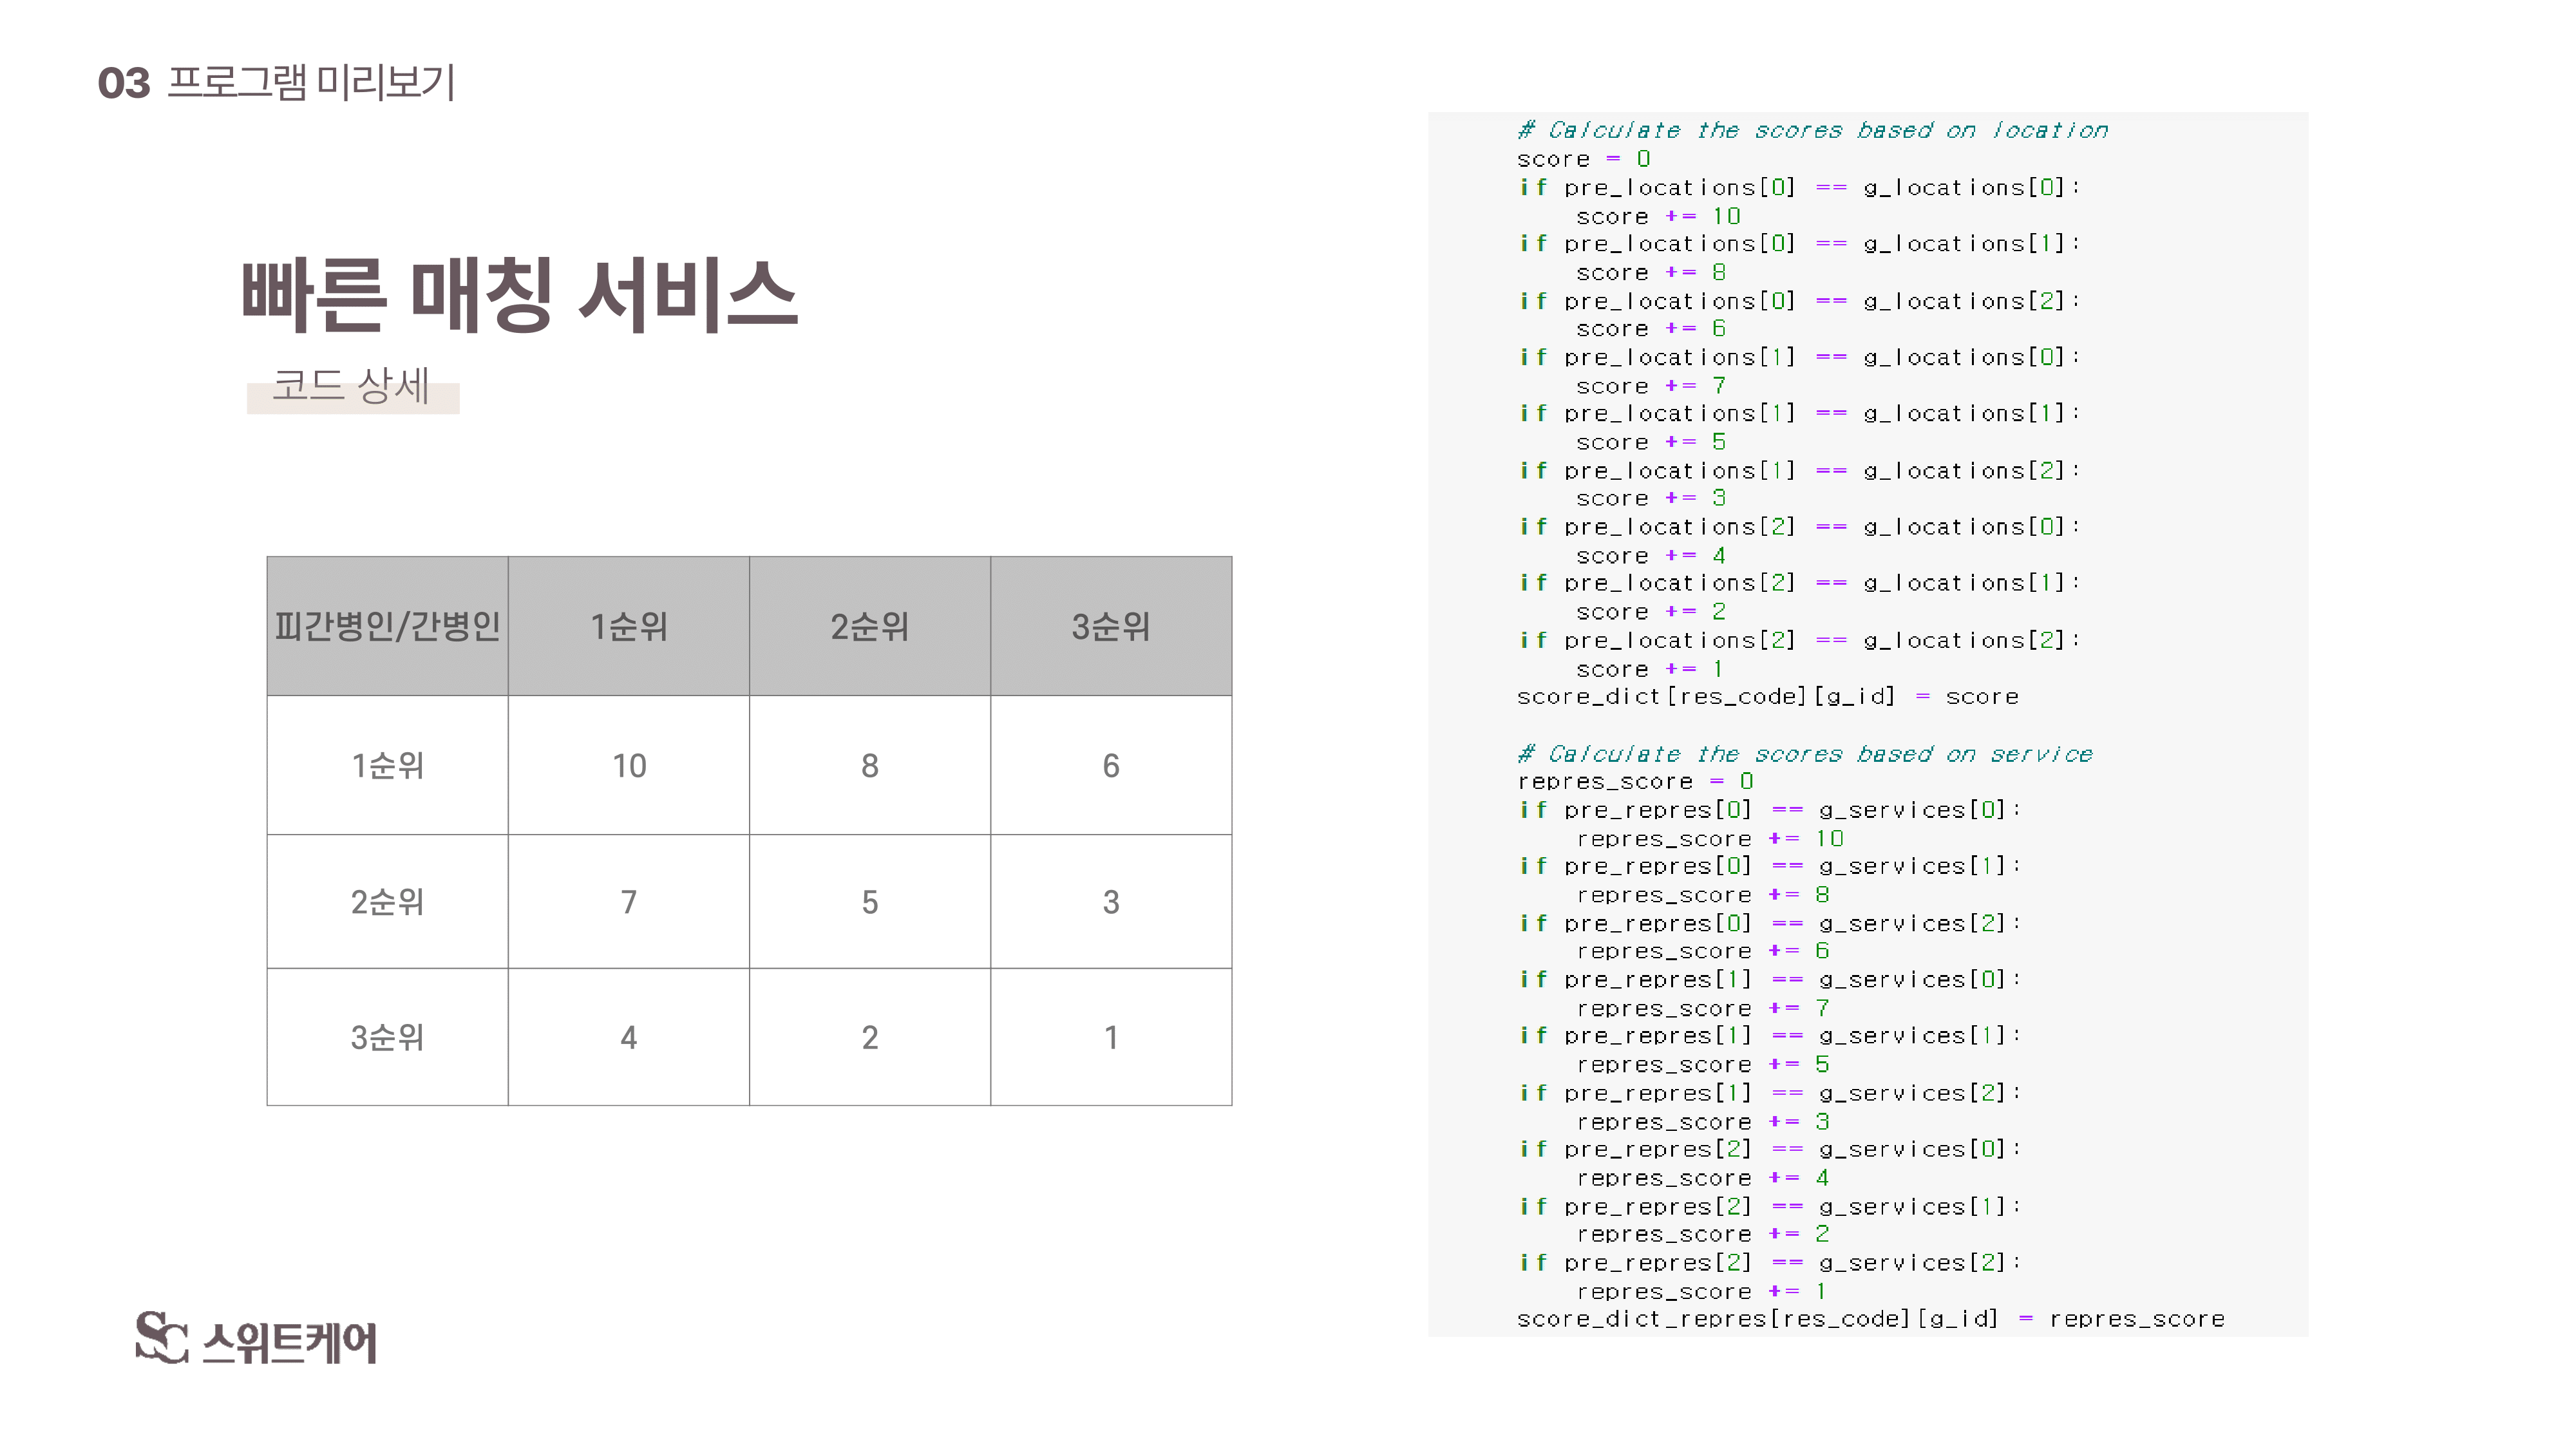 03 프로그램 미리보기
빠른 매칭 서비스
코드 상세
피간병인/간병인 1순위 2순위 3순위
1순위 10 8 6
2순위 7 5 3
3순위 4 2 1
SC 스위트케어
# Calculate the scores based on location
score = 0
if pre_locations[0] == g_locations[0]:
    score += 10
if pre_locations[0] == g_locations[1]:
    score += 8
if pre_locations[0] == g_locations[2]:
    score += 6
if pre_locations[1] == g_locations[0]:
    score += 7
if pre_locations[1] == g_locations[1]:
    score += 5
if pre_locations[1] == g_locations[2]:
    score += 3
if pre_locations[2] == g_locations[0]:
    score += 4
if pre_locations[2] == g_locations[1]:
    score += 2
if pre_locations[2] == g_locations[2]:
    score += 1
score_dict[res_code][g_id] = score
# Calculate the scores based on service
repres_score = 0
if pre_repres[0] == g_services[0]:
    repres_score += 10
if pre_repres[0] == g_services[1]:
    repres_score += 8
if pre_repres[0] == g_services[2]:
    repres_score += 6
if pre_repres[1] == g_services[0]:
    repres_score += 7
if pre_repres[1] == g_services[1]:
    repres_score += 5
if pre_repres[1] == g_services[2]:
    repres_score += 3
if pre_repres[2] == g_services[0]:
    repres_score += 4
if pre_repres[2] == g_services[1]:
    repres_score += 2
if pre_repres[2] == g_services[2]:
    repres_score += 1
score_dict_repres[res_code][g_id] = repres_score